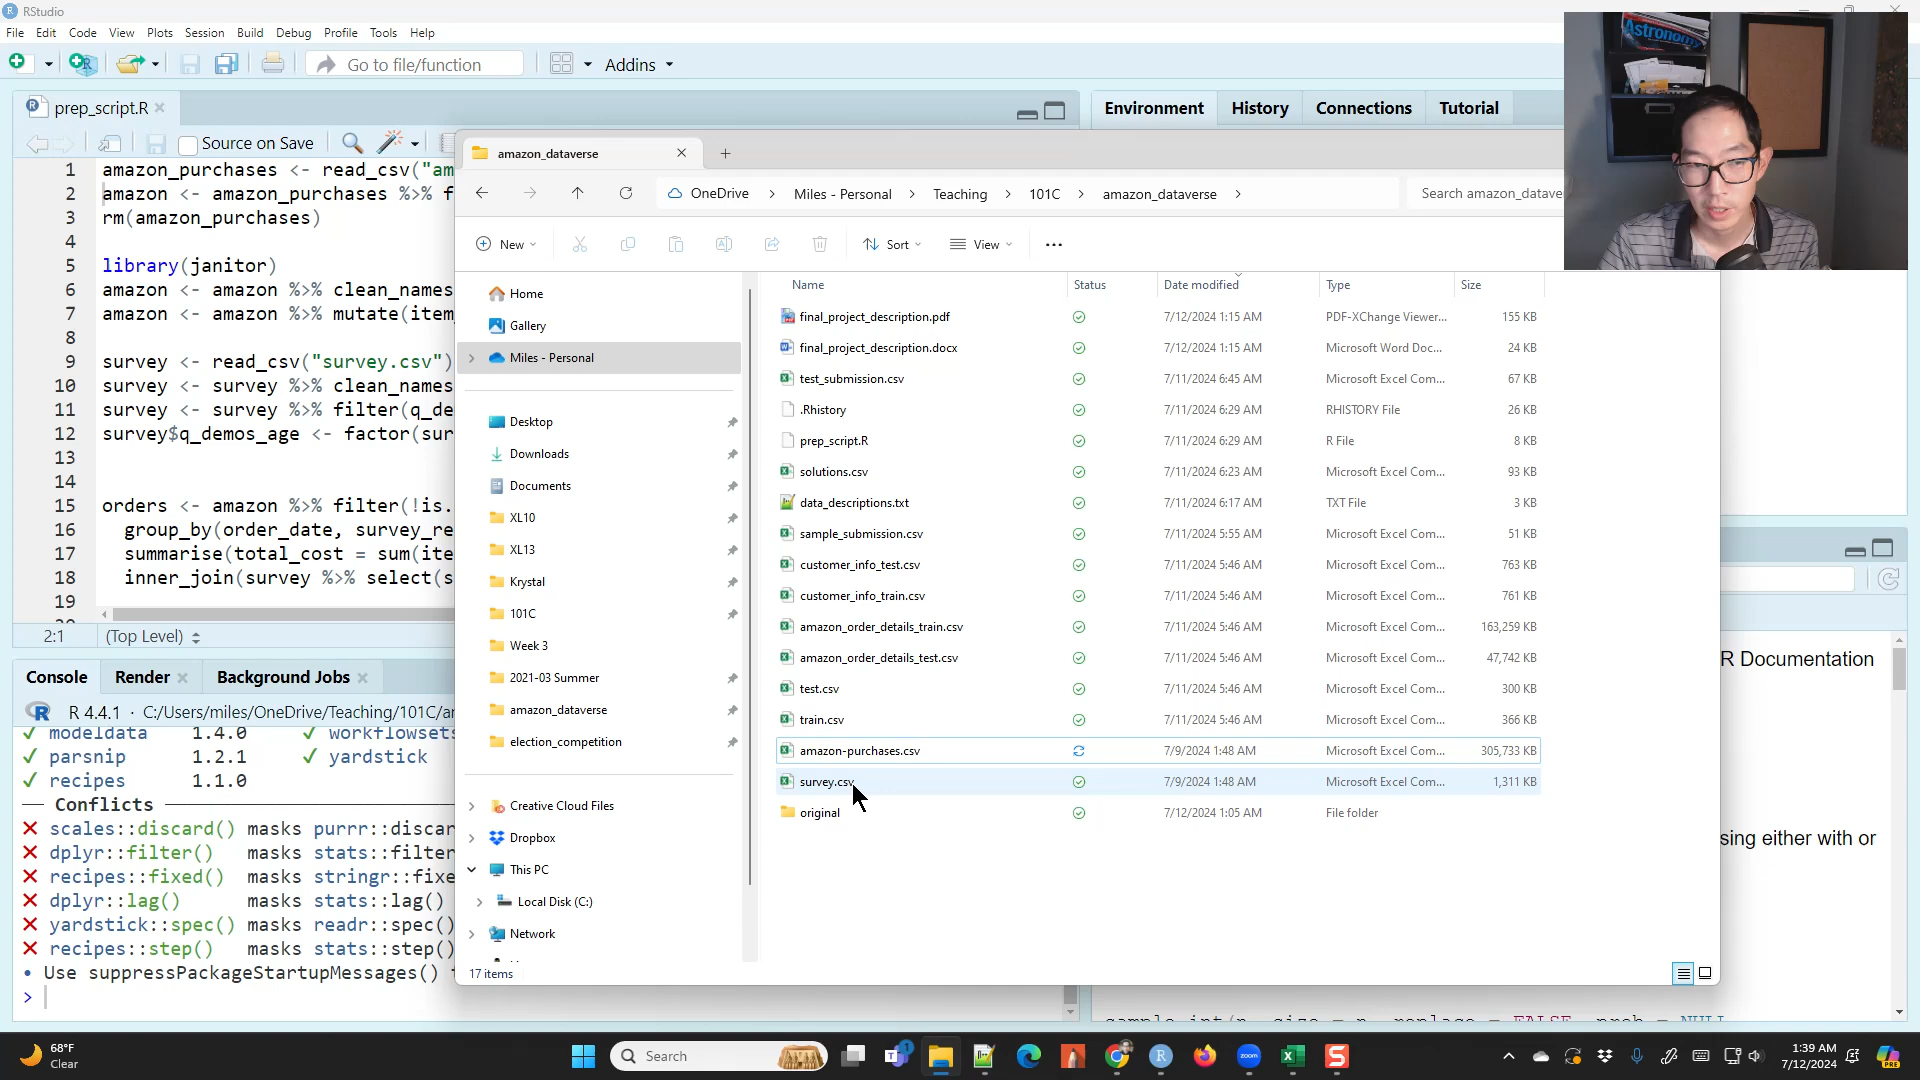 RStudio
File Edit Code View Plots Session Build Debug Profile Tools Help
Go to file/function Addins
prep_script.R
Source on Save
1 amazon_purchases <- read_csv("am
2 amazon <- amazon_purchases %>% f
3 rm(amazon_purchases)
4
5 library(janitor)
6 amazon <- amazon %>% clean_names
7 amazon <- amazon %>% mutate(item
8
9 survey <- read_csv("survey.csv")
10 survey <- survey %>% clean_names
11 survey <- survey %>% filter(q_de
12 survey$q_demos_age <- factor(sur
13
14
15 orders <- amazon %>% filter(!is.
16 group_by(order_date, survey_re
17 summarise(total_cost = sum(ite
18 inner_join(survey %>% select(s
19
2:1 (Top Level)
Console Render Background Jobs
R 4.4.1 · C:/Users/miles/OneDrive/Teaching/101C/ar
✓ modeldata 1.4.0 ✓ workflowsets
✓ parsnip 1.2.1 ✓ yardstick
✓ recipes 1.1.0
── Conflicts
✗ scales::discard() masks purrr::discar
✗ dplyr::filter() masks stats::filter
✗ recipes::fixed() masks stringr::fixe
✗ dplyr::lag() masks stats::lag()
✗ yardstick::spec() masks readr::spec()
✗ recipes::step() masks stats::step()
• Use suppressPackageStartupMessages()
>
Environment History Connections Tutorial
Astronomy
amazon_dataverse
OneDrive > Miles - Personal > Teaching > 101C > amazon_dataverse >
Search amazon_dataver
New Sort View
Home
Gallery
Miles - Personal
Desktop
Downloads
Documents
XL10
XL13
Krystal
101C
Week 3
2021-03 Summer
amazon_dataverse
election_competition
Creative Cloud Files
Dropbox
This PC
Local Disk (C:)
Network
17 items
Name Status Date modified Type Size
final_project_description.pdf 7/12/2024 1:15 AM PDF-XChange Viewer... 155 KB
final_project_description.docx 7/12/2024 1:15 AM Microsoft Word Doc... 24 KB
test_submission.csv 7/11/2024 6:45 AM Microsoft Excel Com... 67 KB
.Rhistory 7/11/2024 6:29 AM RHISTORY File 26 KB
prep_script.R 7/11/2024 6:29 AM R File 8 KB
solutions.csv 7/11/2024 6:23 AM Microsoft Excel Com... 93 KB
data_descriptions.txt 7/11/2024 6:17 AM TXT File 3 KB
sample_submission.csv 7/11/2024 5:55 AM Microsoft Excel Com... 51 KB
customer_info_test.csv 7/11/2024 5:46 AM Microsoft Excel Com... 763 KB
customer_info_train.csv 7/11/2024 5:46 AM Microsoft Excel Com... 761 KB
amazon_order_details_train.csv 7/11/2024 5:46 AM Microsoft Excel Com... 163,259 KB
amazon_order_details_test.csv 7/11/2024 5:46 AM Microsoft Excel Com... 47,742 KB
test.csv 7/11/2024 5:46 AM Microsoft Excel Com... 300 KB
train.csv 7/11/2024 5:46 AM Microsoft Excel Com... 366 KB
amazon-purchases.csv 7/9/2024 1:48 AM Microsoft Excel Com... 305,733 KB
survey.csv 7/9/2024 1:48 AM Microsoft Excel Com... 1,311 KB
original 7/12/2024 1:05 AM File folder
R Documentation
sing either with or
68°F
Clear
Search
zoom
1:39 AM
7/12/2024